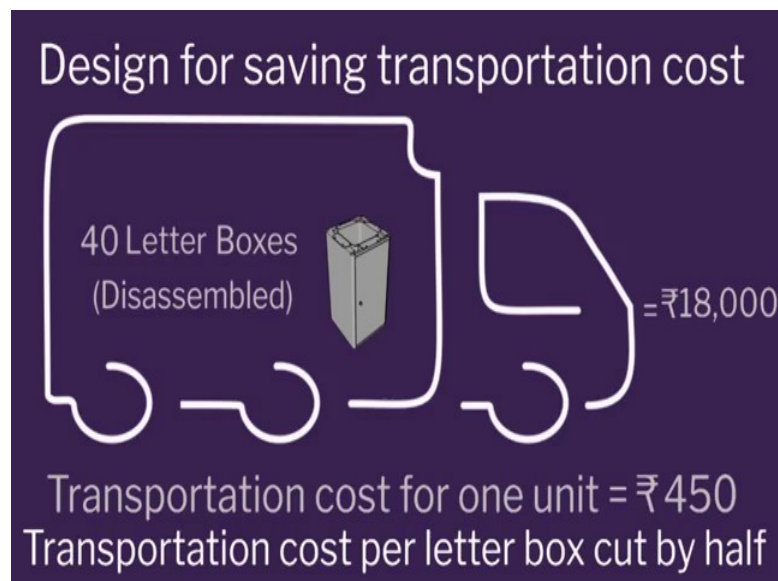 Design for saving transportation cost
40 Letter Boxes
(Disassembled)
=₹18,000
Transportation cost for one unit = ₹450
Transportation cost per letter box cut by half